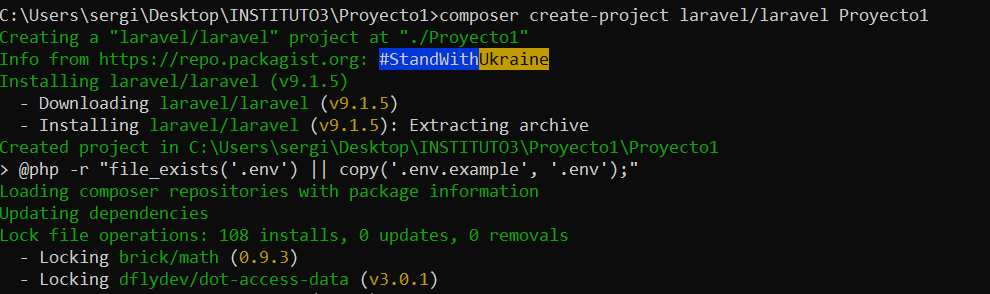 C:\Users\sergi\Desktop\INSTITUTO3\Proyecto1>composer create-project laravel/laravel Proyecto1
Creating a "laravel/laravel" project at "./Proyecto1"
Info from https://repo.packagist.org: #StandWithUkraine
Installing laravel/laravel (v9.1.5)
  - Downloading laravel/laravel (v9.1.5)
  - Installing laravel/laravel (v9.1.5): Extracting archive
Created project in C:\Users\sergi\Desktop\INSTITUTO3\Proyecto1\Proyecto1
> @php -r "file_exists('.env') || copy('.env.example', '.env');"
Loading composer repositories with package information
Updating dependencies
Lock file operations: 108 installs, 0 updates, 0 removals
  - Locking brick/math (0.9.3)
  - Locking dflydev/dot-access-data (v3.0.1)